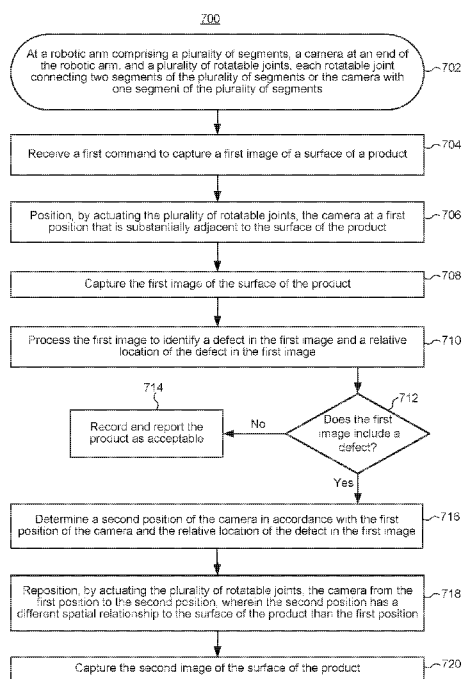 700
At a robotic arm comprising a plurality of segments, a camera at an end of
the robotic arm, and a plurality of rotatable joints, each rotatable joint
connecting two segments of the plurality of segments or the camera with
one segment of the plurality of segments
702
Receive a first command to capture a first image of a surface of a product
704
Position, by actuating the plurality of rotatable joints, the camera at a first
position that is substantially adjacent to the surface of the product
706
Capture the first image of the surface of the product
708
Process the first image to identify a defect in the first image and a relative
location of the defect in the first image
710
712
Does the first
image include a
defect?
No
714
Record and report the
product as acceptable
Yes
Determine a second position of the camera in accordance with the first
position of the camera and the relative location of the defect in the first image
716
Reposition, by actuating the plurality of rotatable joints, the camera from the
first position to the second position, wherein the second position has a
different spatial relationship to the surface of the product than the first position
718
Capture the second image of the surface of the product
720